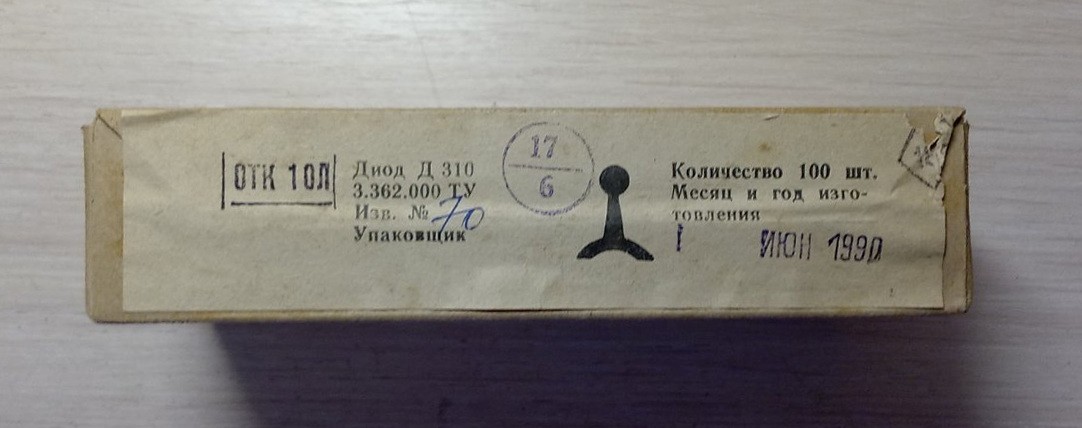 ОТК 10Л
Диод Д 310
3.362.000 ТУ
Изв. № 70
Упаковщик
17
6
Количество 100 шт.
Месяц и год изго-
товления
ИЮН 1990